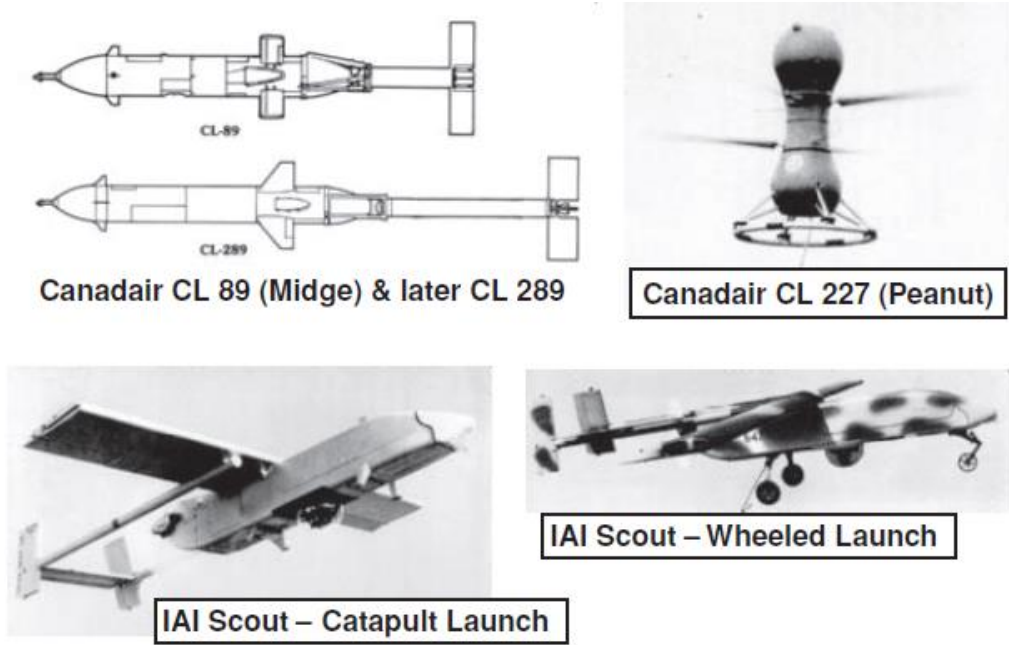 CL-89
CL-289
Canadair CL 89 (Midge) & later CL 289
Canadair CL 227 (Peanut)
IAI Scout – Wheeled Launch
IAI Scout – Catapult Launch